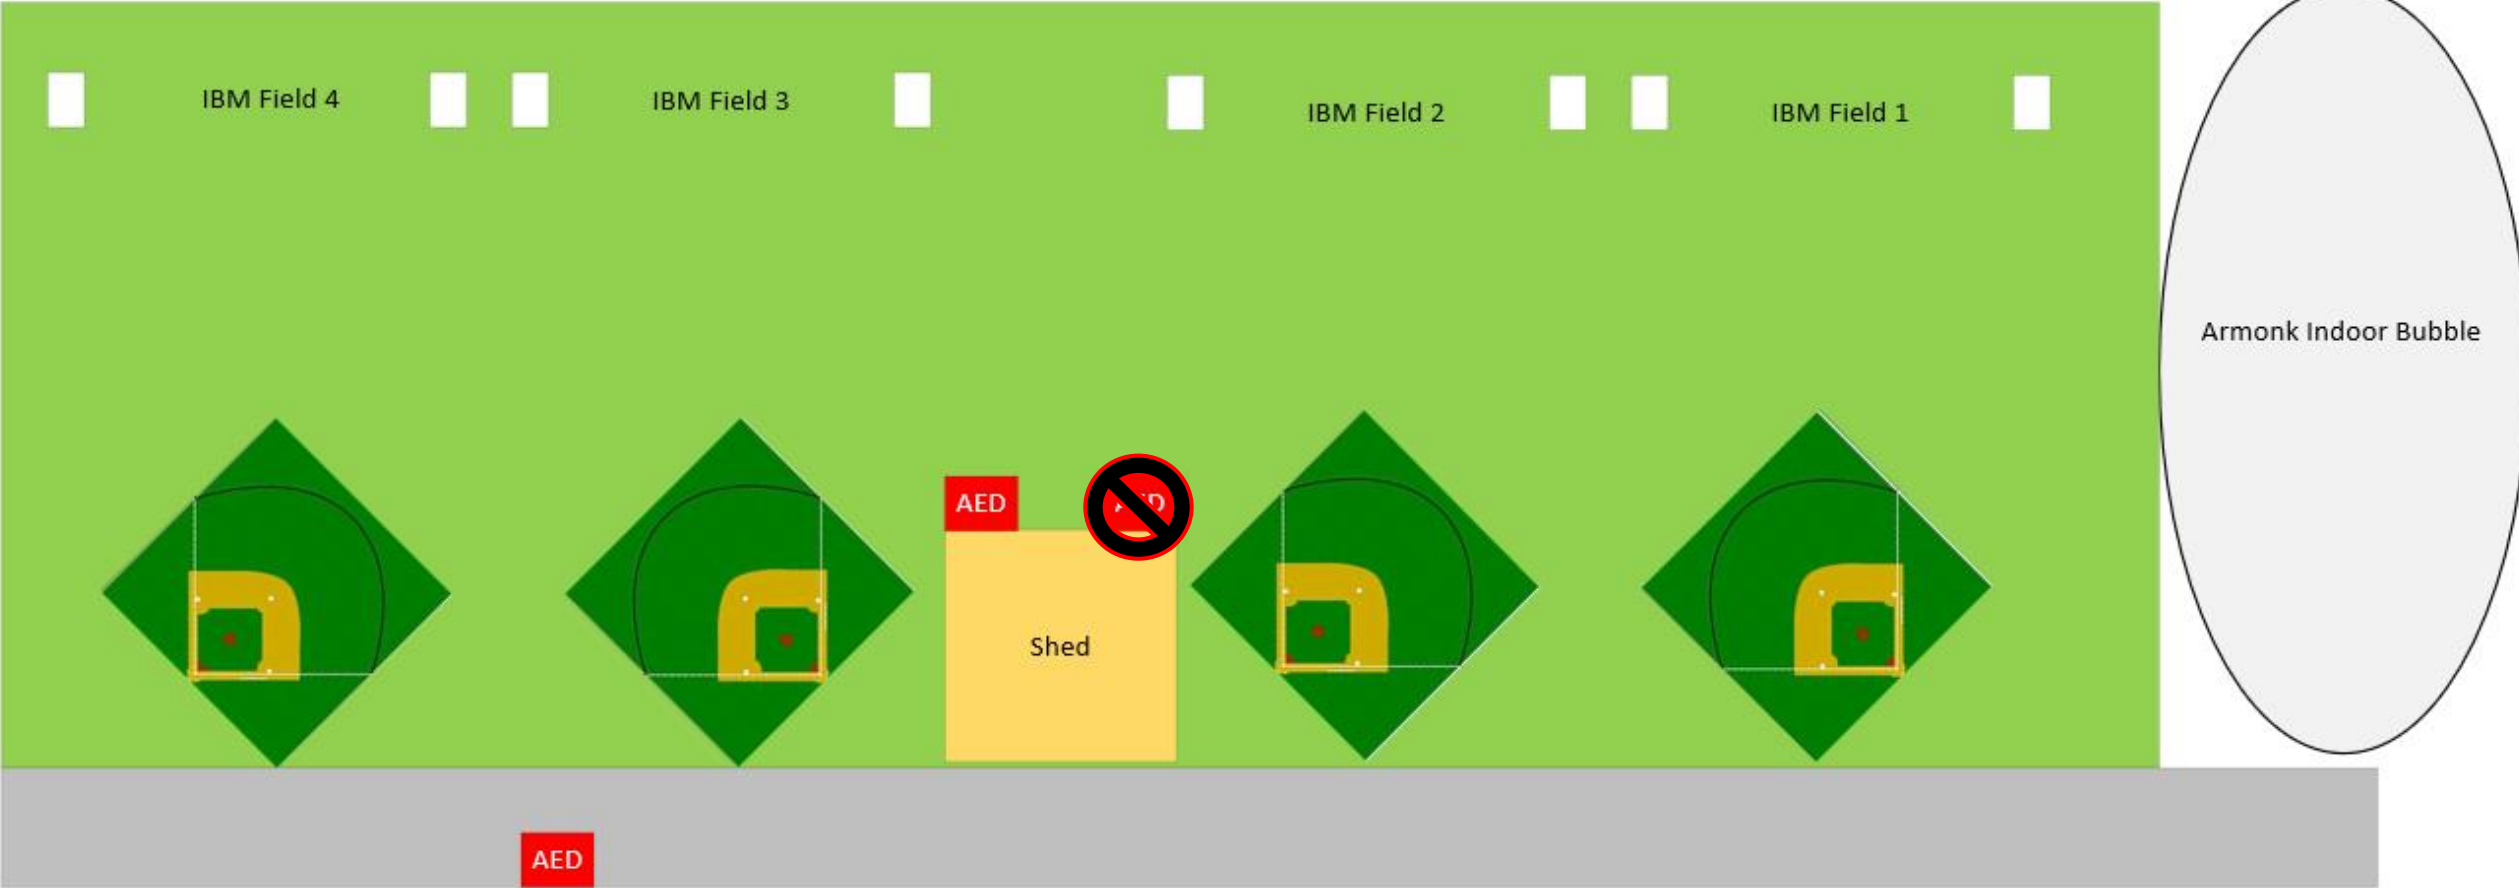 IBM Field 4
IBM Field 3
IBM Field 2
IBM Field 1
Armonk Indoor Bubble
AED
Shed
AED